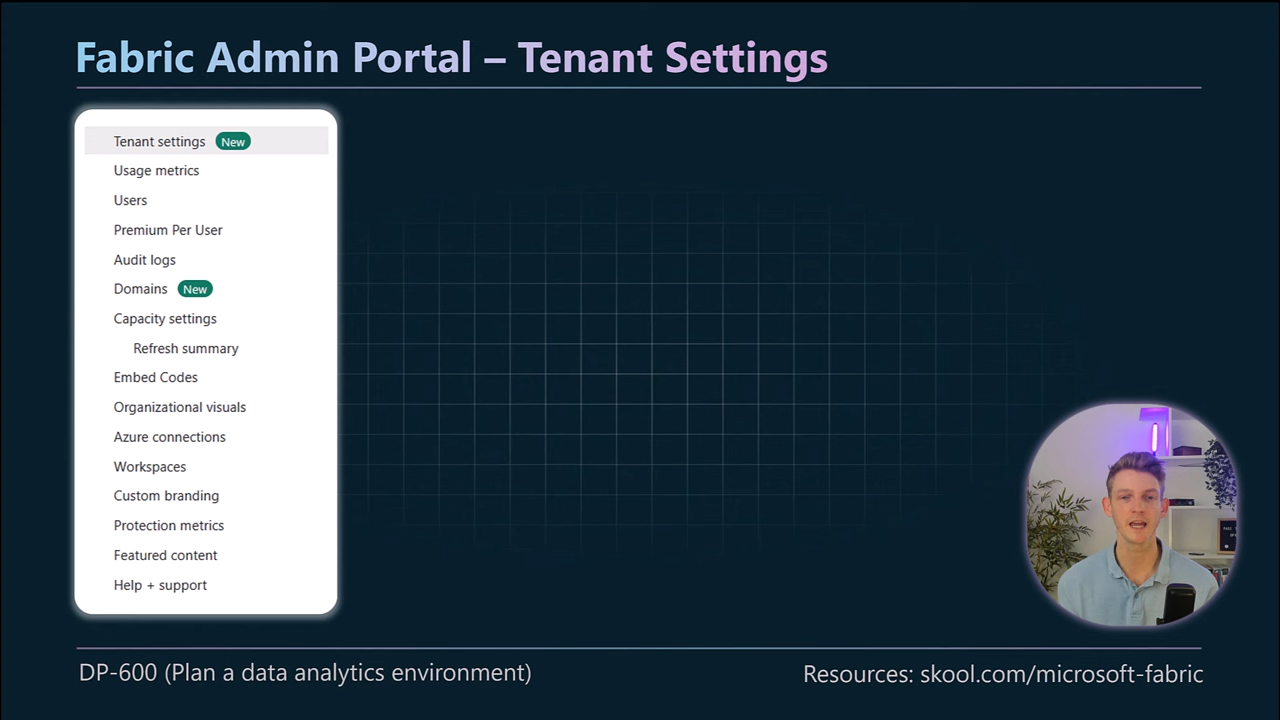 Fabric Admin Portal – Tenant Settings
Tenant settings New
Usage metrics
Users
Premium Per User
Audit logs
Domains New
Capacity settings
Refresh summary
Embed Codes
Organizational visuals
Azure connections
Workspaces
Custom branding
Protection metrics
Featured content
Help + support
DP-600 (Plan a data analytics environment)
Resources: skool.com/microsoft-fabric